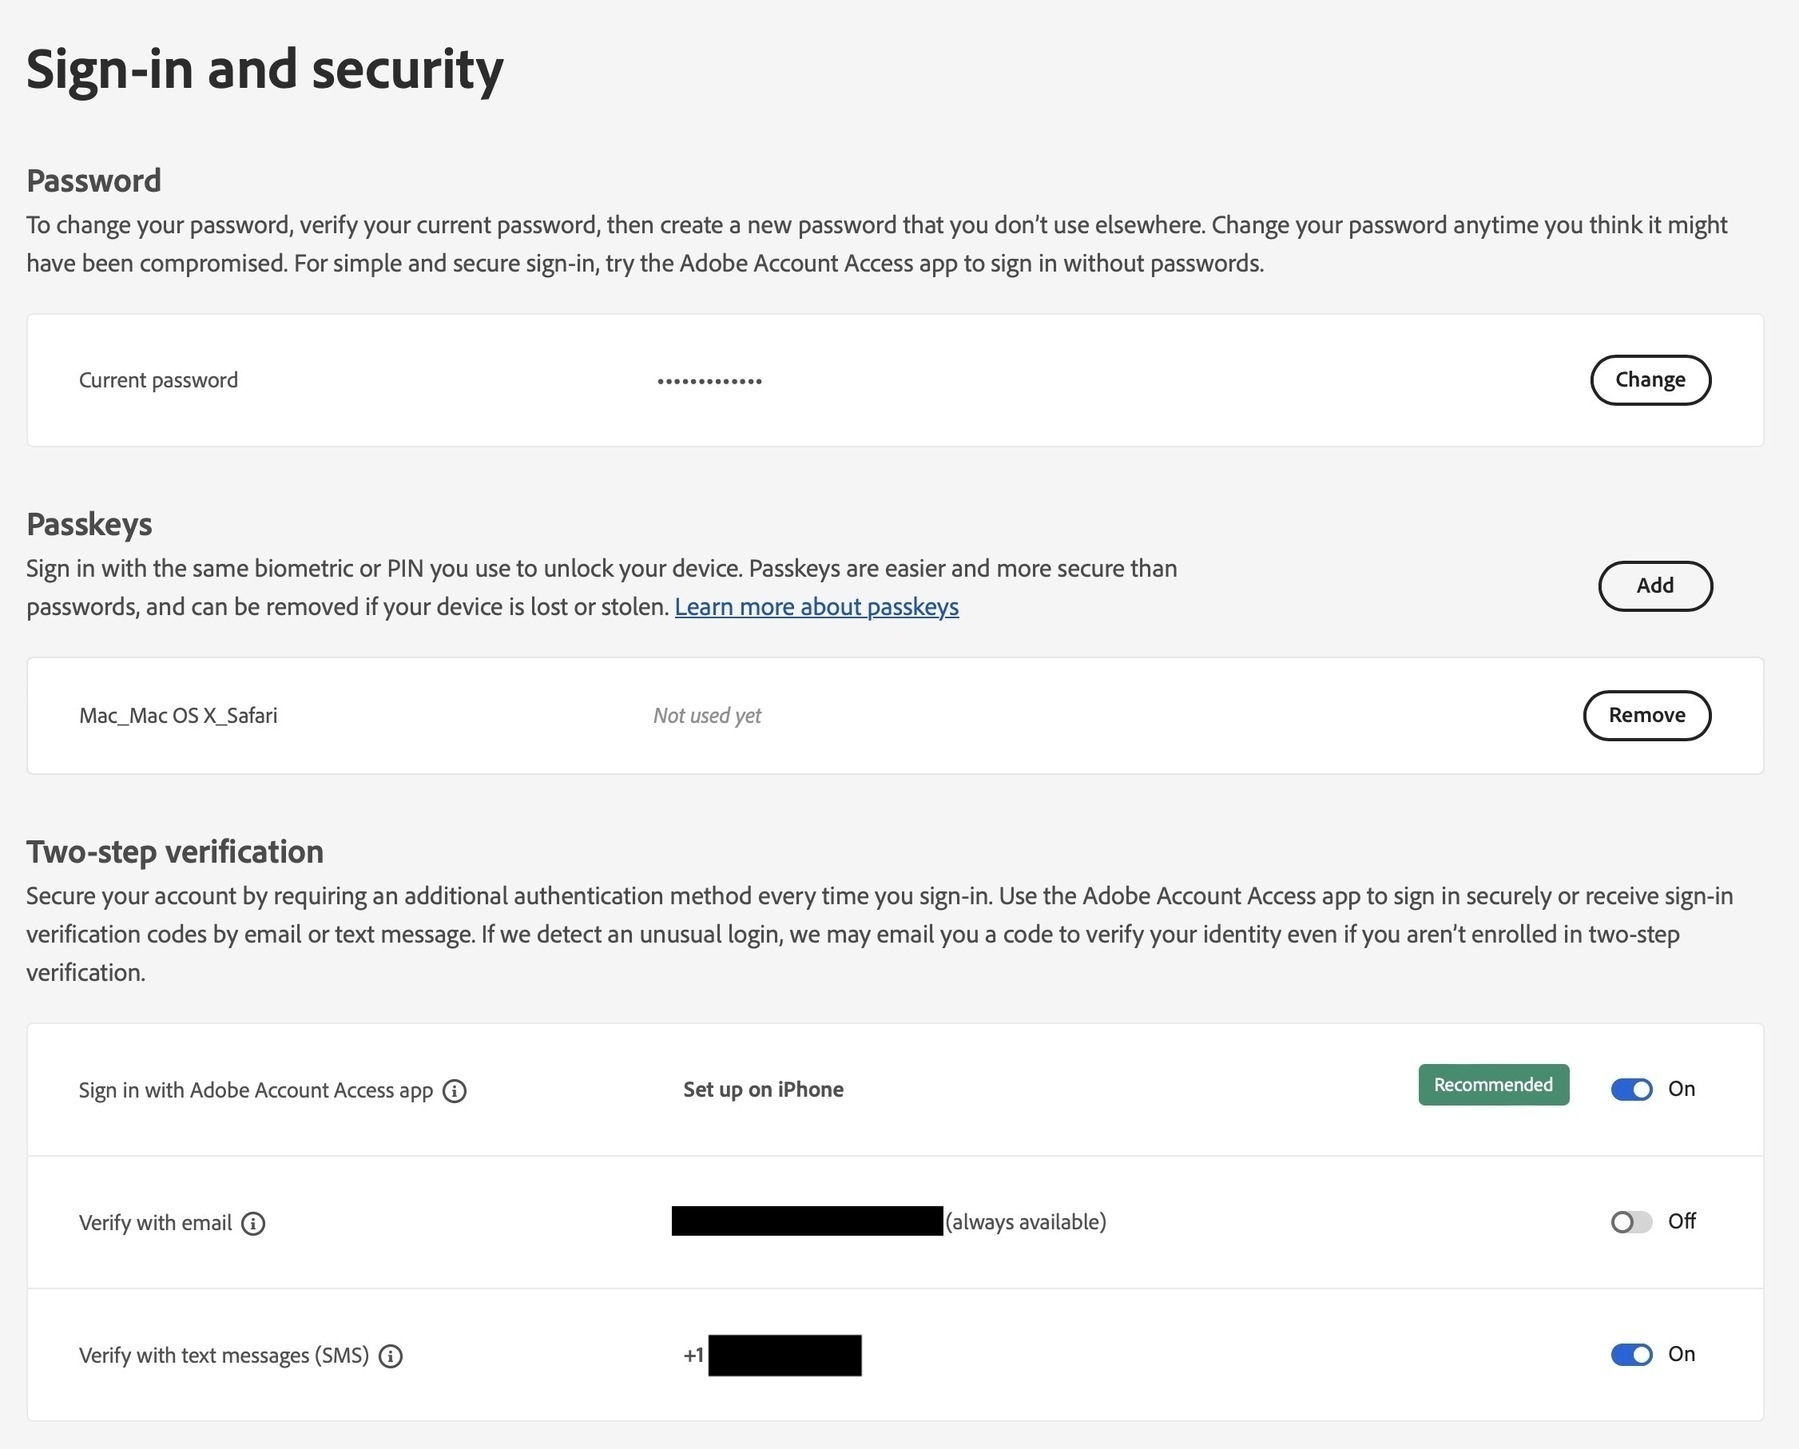 Sign-in and security
Password
To change your password, verify your current password, then create a new password that you don’t use elsewhere. Change your password anytime you think it might
have been compromised. For simple and secure sign-in, try the Adobe Account Access app to sign in without passwords.
Current password ••••••••••••• Change
Passkeys
Sign in with the same biometric or PIN you use to unlock your device. Passkeys are easier and more secure than
passwords, and can be removed if your device is lost or stolen. Learn more about passkeys
Add
Mac_Mac OS X_Safari Not used yet Remove
Two-step verification
Secure your account by requiring an additional authentication method every time you sign-in. Use the Adobe Account Access app to sign in securely or receive sign-in
verification codes by email or text message. If we detect an unusual login, we may email you a code to verify your identity even if you aren’t enrolled in two-step
verification.
Sign in with Adobe Account Access app Set up on iPhone Recommended On
Verify with email (always available) Off
Verify with text messages (SMS) +1 On